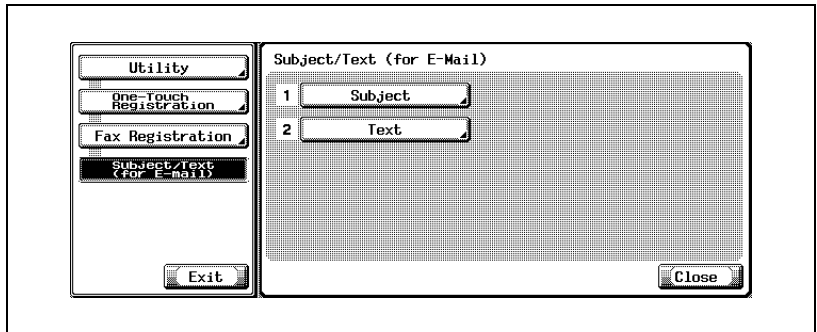 Utility
One-Touch
Registration
Fax Registration
Subject/Text
(for E-mail)
Exit
Subject/Text (for E-Mail)
1 Subject
2 Text
Close